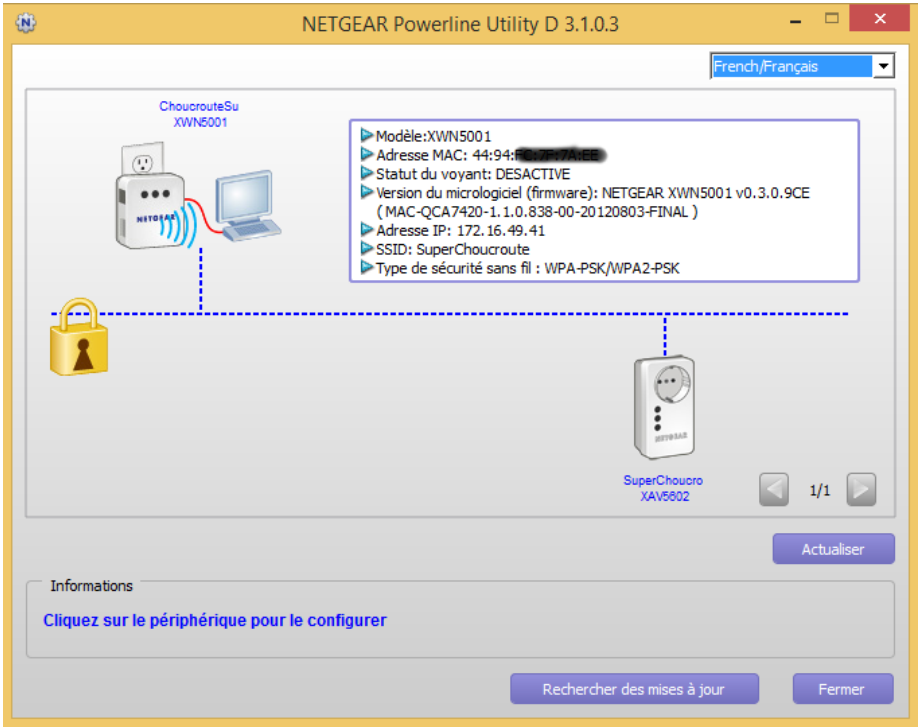 NETGEAR Powerline Utility D 3.1.0.3
French/Français
ChoucrouteSu
XWN5001
NETGEAR
Modèle:XWN5001
Adresse MAC: 44:94:
Statut du voyant: DESACTIVE
Version du micrologiciel (firmware): NETGEAR XWN5001 v0.3.0.9CE
( MAC-QCA7420-1.1.0.838-00-20120803-FINAL )
Adresse IP: 172.16.49.41
SSID: SuperChoucroute
Type de sécurité sans fil : WPA-PSK/WPA2-PSK
NETGEAR
SuperChoucro
XAV5602
1/1
Actualiser
Informations
Cliquez sur le périphérique pour le configurer
Rechercher des mises à jour
Fermer